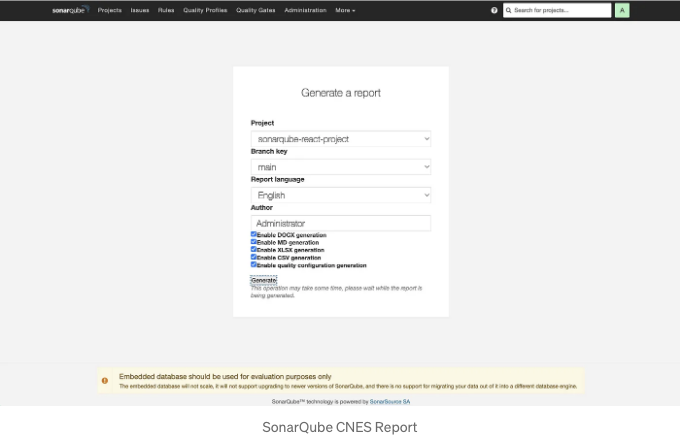 sonarqube Projects Issues Rules Quality Profiles Quality Gates Administration More Search for projects... A
Generate a report
Project
sonarqube-react-project
Branch key
main
Report language
English
Author
Administrator
Enable DOCX generation
Enable MD generation
Enable XLSX generation
Enable CSV generation
Enable quality configuration generation
Generate
This operation may take some time, please wait while the report is
being generated.
Embedded database should be used for evaluation purposes only
The embedded database will not scale, it will not support upgrading to newer versions of SonarQube, and there is no support for migrating your data out of it into a different database engine.
SonarQube™ technology is powered by SonarSource SA
SonarQube CNES Report